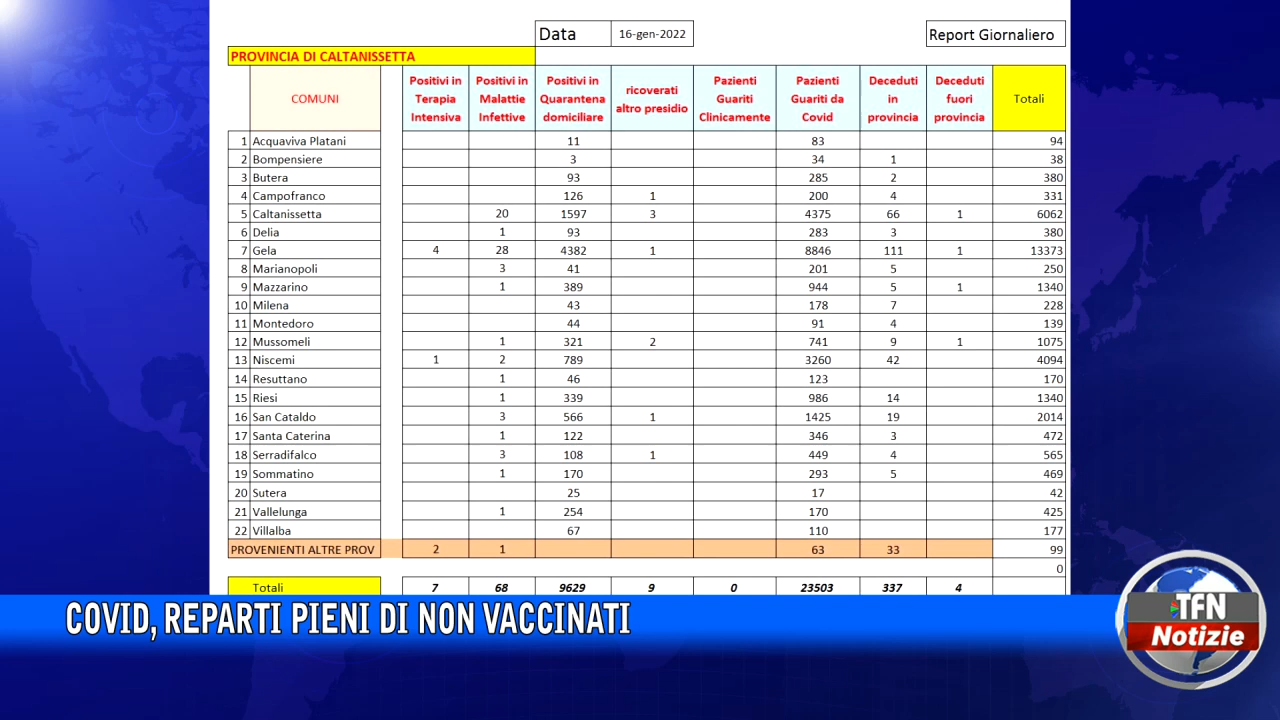 Data 16-gen-2022 Report Giornaliero
PROVINCIA DI CALTANISSETTA
COMUNI Positivi in Terapia Intensiva Positivi in Malattie Infettive Positivi in Quarantena domiciliare ricoverati altro presidio Pazienti Guariti Clinicamente Pazienti Guariti da Covid Deceduti in provincia Deceduti fuori provincia Totali
1 Acquaviva Platani 11 83 94
2 Bompensiere 3 34 1 38
3 Butera 93 285 2 380
4 Campofranco 126 1 200 4 331
5 Caltanissetta 20 1597 3 4375 66 1 6062
6 Delia 1 93 283 3 380
7 Gela 4 28 4382 1 8846 111 1 13373
8 Marianopoli 3 41 201 5 250
9 Mazzarino 1 389 944 5 1 1340
10 Milena 43 178 7 228
11 Montedoro 44 91 4 139
12 Mussomeli 1 321 2 741 9 1 1075
13 Niscemi 1 2 789 3260 42 4094
14 Resuttano 1 46 123 170
15 Riesi 1 339 986 14 1340
16 San Cataldo 3 566 1 1425 19 2014
17 Santa Caterina 1 122 346 3 472
18 Serradifalco 3 108 1 449 4 565
19 Sommatino 1 170 293 5 469
20 Sutera 25 17 42
21 Vallelunga 1 254 170 425
22 Villalba 67 110 177
PROVENIENTI ALTRE PROV 2 1 63 33 99
0
Totali 7 68 9629 9 0 23503 337 4
COVID, REPARTI PIENI DI NON VACCINATI
TFN
Notizie